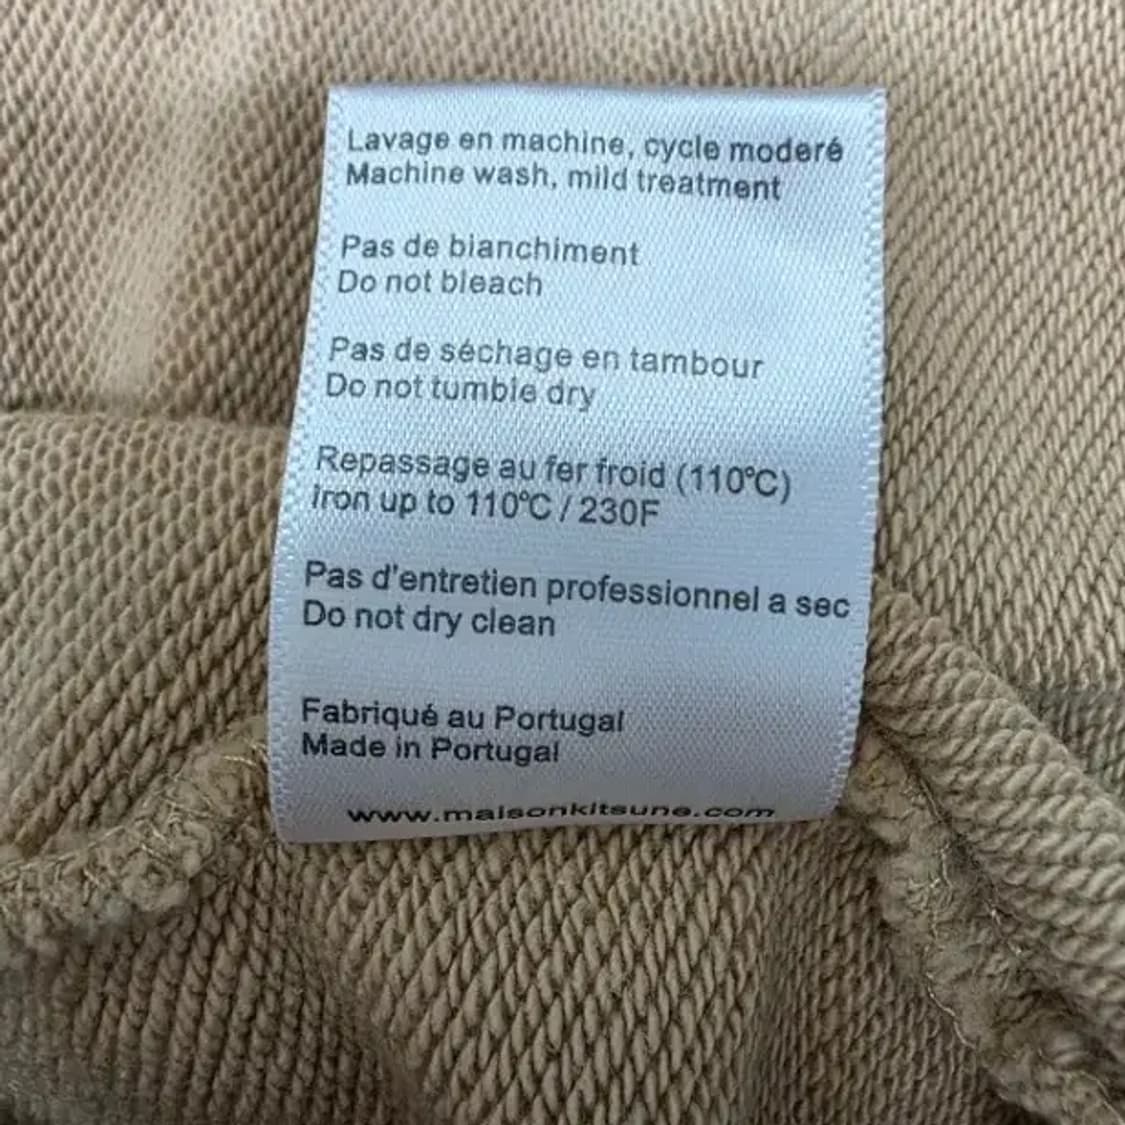 Lavage en machine, cycle moderé
Machine wash, mild treatment
Pas de blanchiment
Do not bleach
Pas de séchage en tambour
Do not tumble dry
Repassage au fer froid (110°C)
Iron up to 110°C / 230F
Pas d'entretien professionnel a sec
Do not dry clean
Fabriqué au Portugal
Made in Portugal
www.maisonkitsune.com